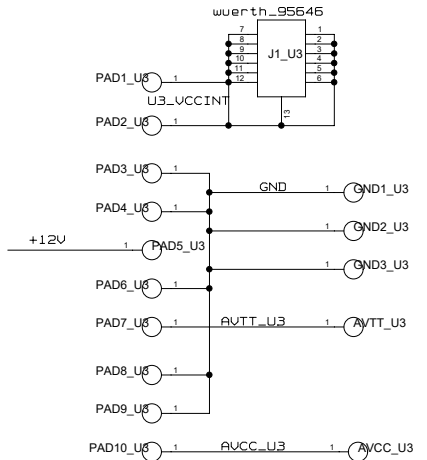 wuerth_95646
7 1
8 2
9 J1_U3 3
10 4
11 5
PAD1_U3 1 12 6
U3_VCCINT 13
PAD2_U3 1
PAD3_U3 1
GND 1 GND1_U3
PAD4_U3 1
1 GND2_U3
+12V 1 PAD5_U3
1 GND3_U3
PAD6_U3 1
PAD7_U3 1 AVTT_U3 1 AVTT_U3
PAD8_U3 1
PAD9_U3 1
PAD10_U3 1 AVCC_U3 1 AVCC_U3